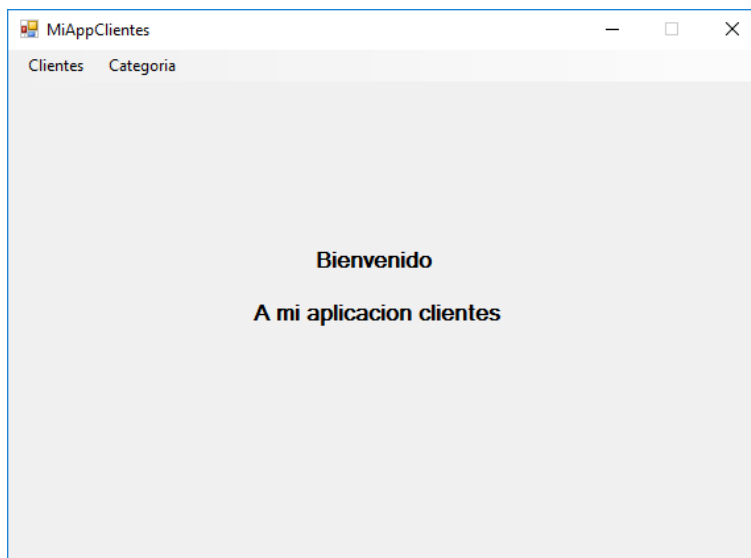 MiAppClientes
Clientes Categoria
Bienvenido
A mi aplicacion clientes